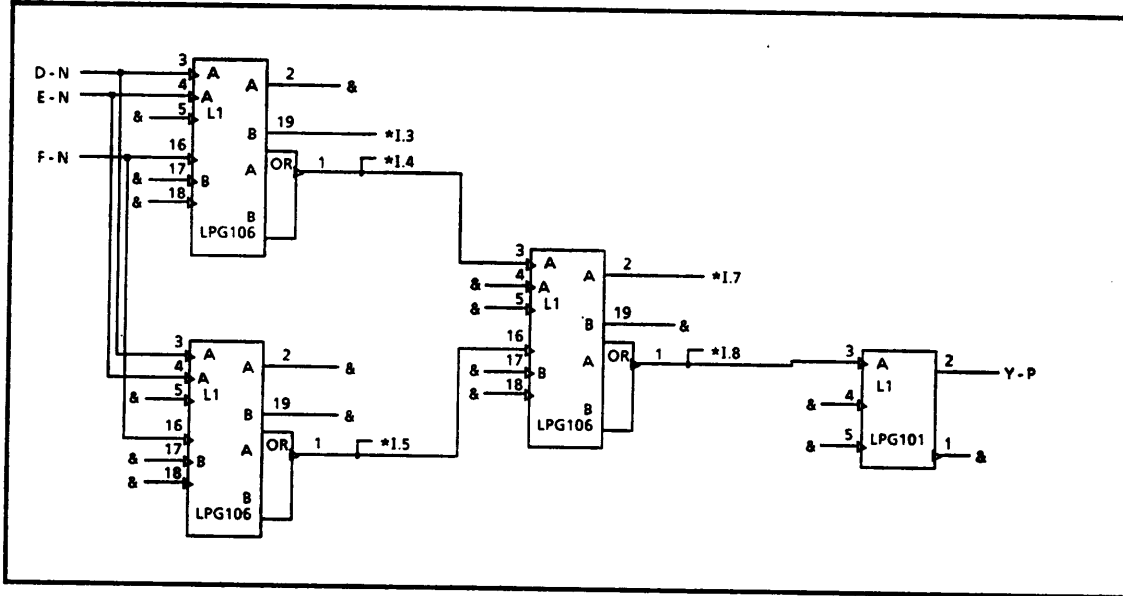 D-N 3 A A 2 &
E-N 4 A
& 5 L1
B 19 *I.3
F-N 16 A OR 1 *I.4
& 17 B
& 18 B
LPG106
3 A A 2 *I.7
& 4 A
& 5 L1
B 19 &
16 A OR 1 *I.8
& 17 B
& 18 B
LPG106
3 A A 2 &
4 A
& 5 L1
B 19 &
16 A OR 1 *I.5
& 17 B
& 18 B
LPG106
3 A 2 Y-P
L1
& 4
& 5 LPG101 1 &